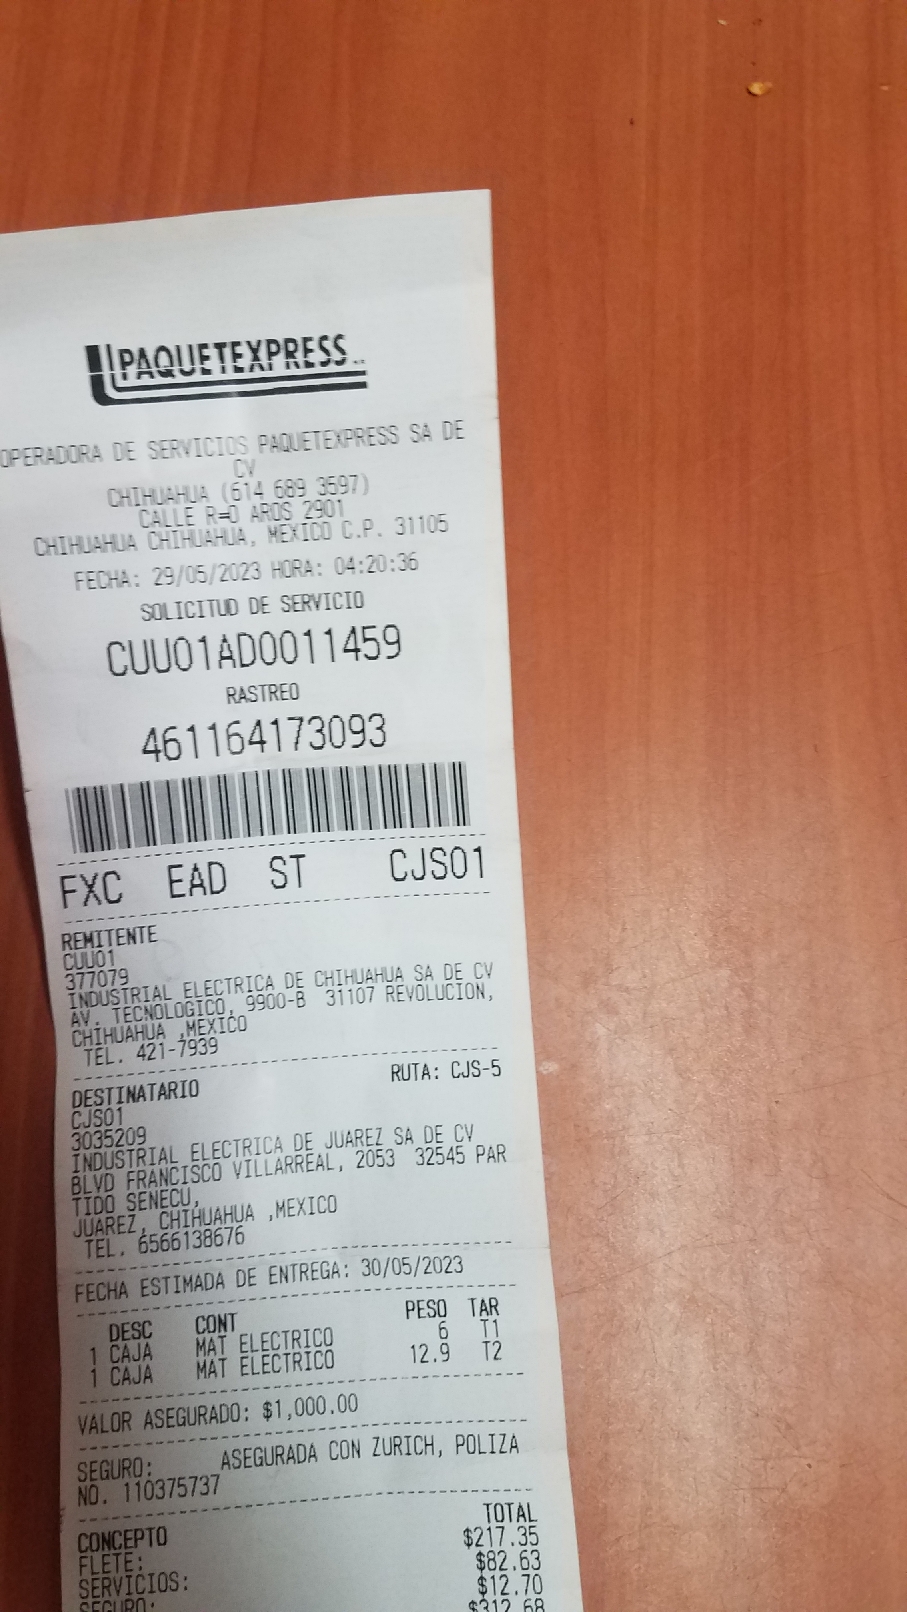 PAQUETEXPRESS
OPERADORA DE SERVICIOS PAQUETEXPRESS SA DE
CV
CHIHUAHUA (614 689 3597)
CALLE R=O AROS 2901
CHIHUAHUA CHIHUAHUA, MEXICO C.P. 31105
FECHA: 29/05/2023 HORA: 04:20:36
SOLICITUD DE SERVICIO
CUU01AD0011459
RASTREO
461164173093
FXC EAD ST CJS01
REMITENTE
CUU01
377079
INDUSTRIAL ELECTRICA DE CHIHUAHUA SA DE CV
AV. TECNOLOGICO, 9900-B 31107 REVOLUCION,
CHIHUAHUA ,MEXICO
TEL. 421-7939
DESTINATARIO RUTA: CJS-5
CJS01
3035209
INDUSTRIAL ELECTRICA DE JUAREZ SA DE CV
BLVD FRANCISCO VILLARREAL, 2053 32545 PAR
TIDO SENECU,
JUAREZ, CHIHUAHUA ,MEXICO
TEL. 6566138676
FECHA ESTIMADA DE ENTREGA: 30/05/2023
DESC CONT PESO TAR
1 CAJA MAT ELECTRICO 6 T1
1 CAJA MAT ELECTRICO 12.9 T2
VALOR ASEGURADO: $1,000.00
SEGURO: ASEGURADA CON ZURICH, POLIZA
NO. 110375737
CONCEPTO TOTAL
FLETE: $217.35
SERVICIOS: $82.63
SEGURO: $12.70
$312.68